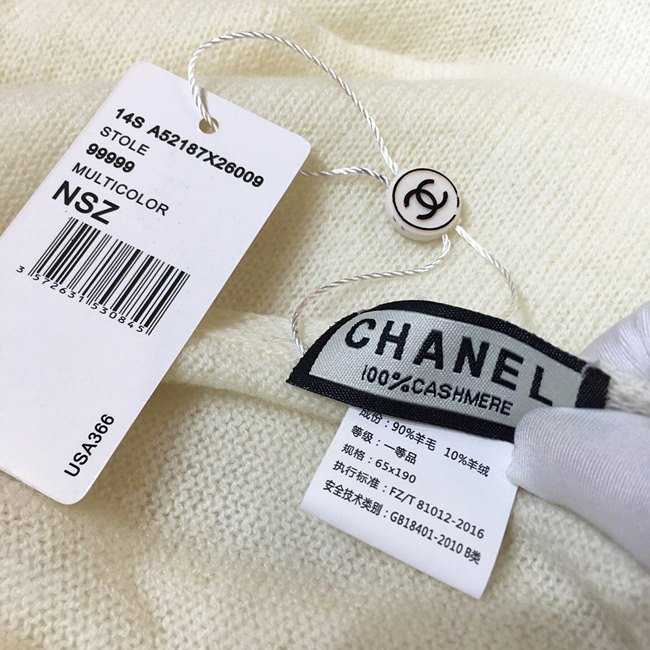 14S A52187X26009
STOLE
99999
MULTICOLOR
NSZ
3 572631 530845
USA366
CHANEL
100%CASHMERE
成份：90%羊毛 10%羊绒
等级：一等品
规格：65x190
执行标准：FZ/T 81012-2016
安全技术类别：GB18401-2010 B类